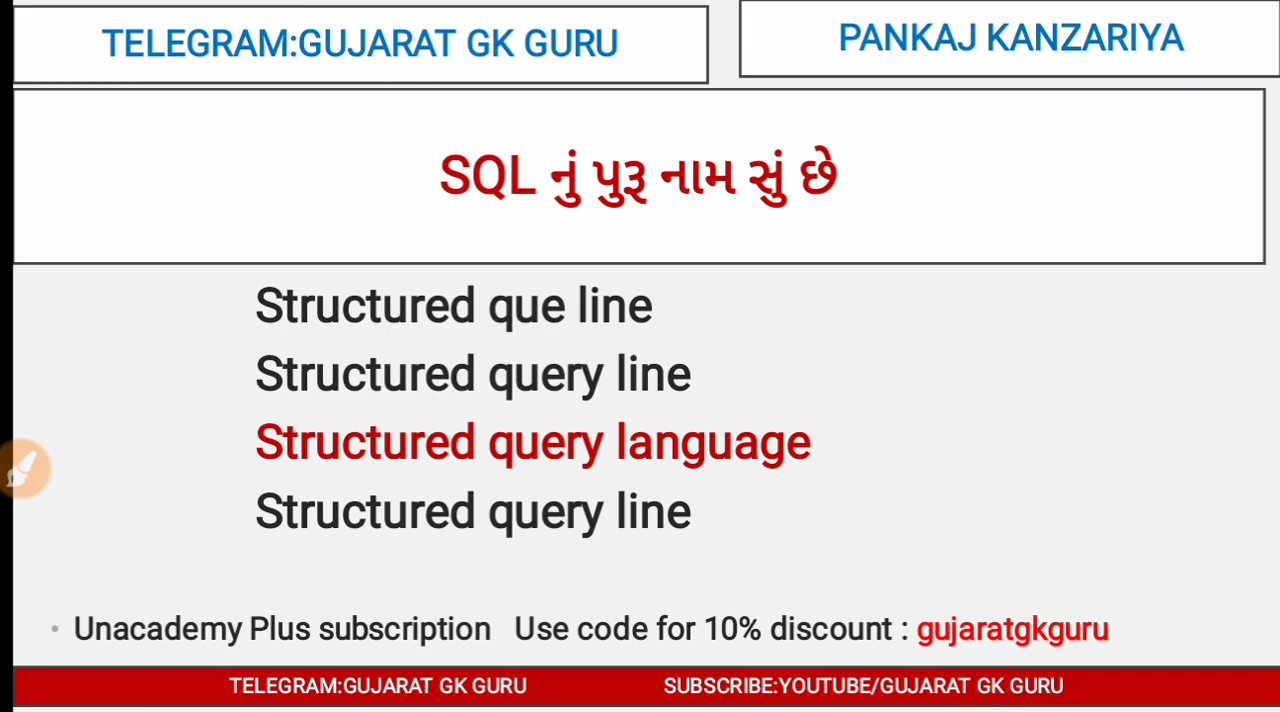 TELEGRAM:GUJARAT GK GURU
PANKAJ KANZARIYA
SQL નું પુરૂ નામ સું છે
Structured que line
Structured query line
Structured query language
Structured query line
• Unacademy Plus subscription Use code for 10% discount : gujaratgkguru
TELEGRAM:GUJARAT GK GURU SUBSCRIBE:YOUTUBE/GUJARAT GK GURU